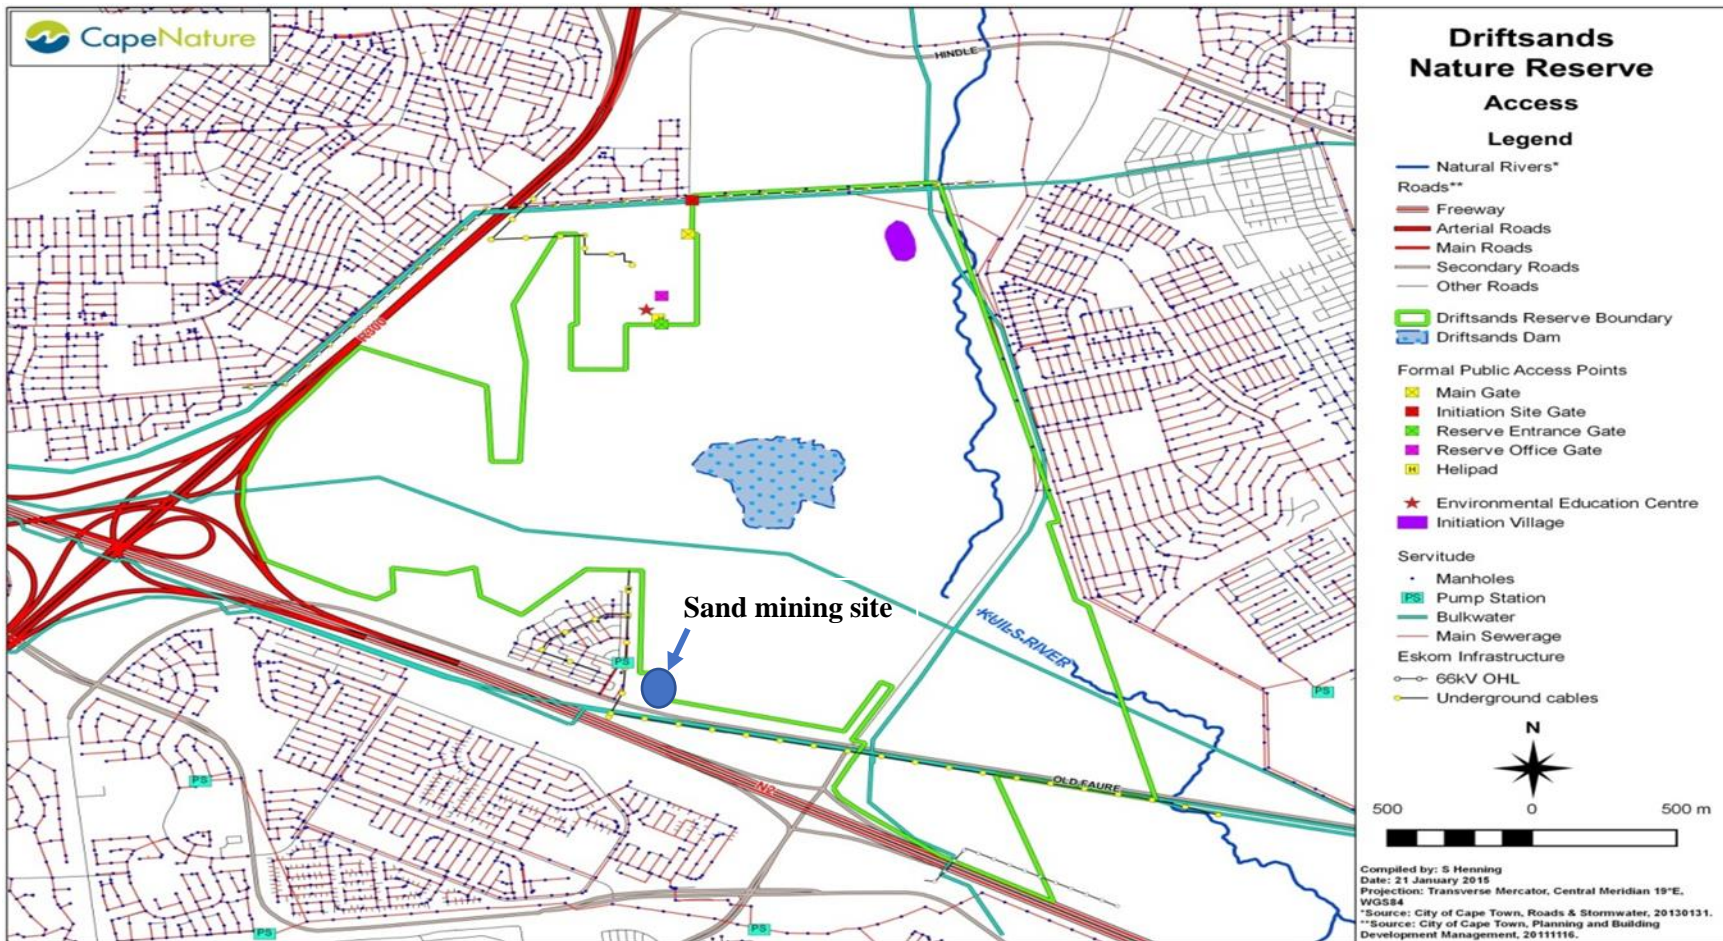 CapeNature
HINDLE
R300
Sand mining site
KUILS RIVER
PS
PS
PS
PS
PS
N2
OLD FAURE
Driftsands
Nature Reserve
Access
Legend
Natural Rivers*
Roads**
Freeway
Arterial Roads
Main Roads
Secondary Roads
Other Roads
Driftsands Reserve Boundary
Driftsands Dam
Formal Public Access Points
Main Gate
Initiation Site Gate
Reserve Entrance Gate
Reserve Office Gate
H Helipad
Environmental Education Centre
Initiation Village
Servitude
Manholes
PS Pump Station
Bulkwater
Main Sewerage
Eskom Infrastructure
66kV OHL
Underground cables
N
500 0 500 m
Compiled by: S Henning
Date: 21 January 2015
Projection: Transverse Mercator, Central Meridian 19°E,
WGS84
*Source: City of Cape Town, Roads & Stormwater, 20130131.
**Source: City of Cape Town, Planning and Building
Development Management, 20111116.